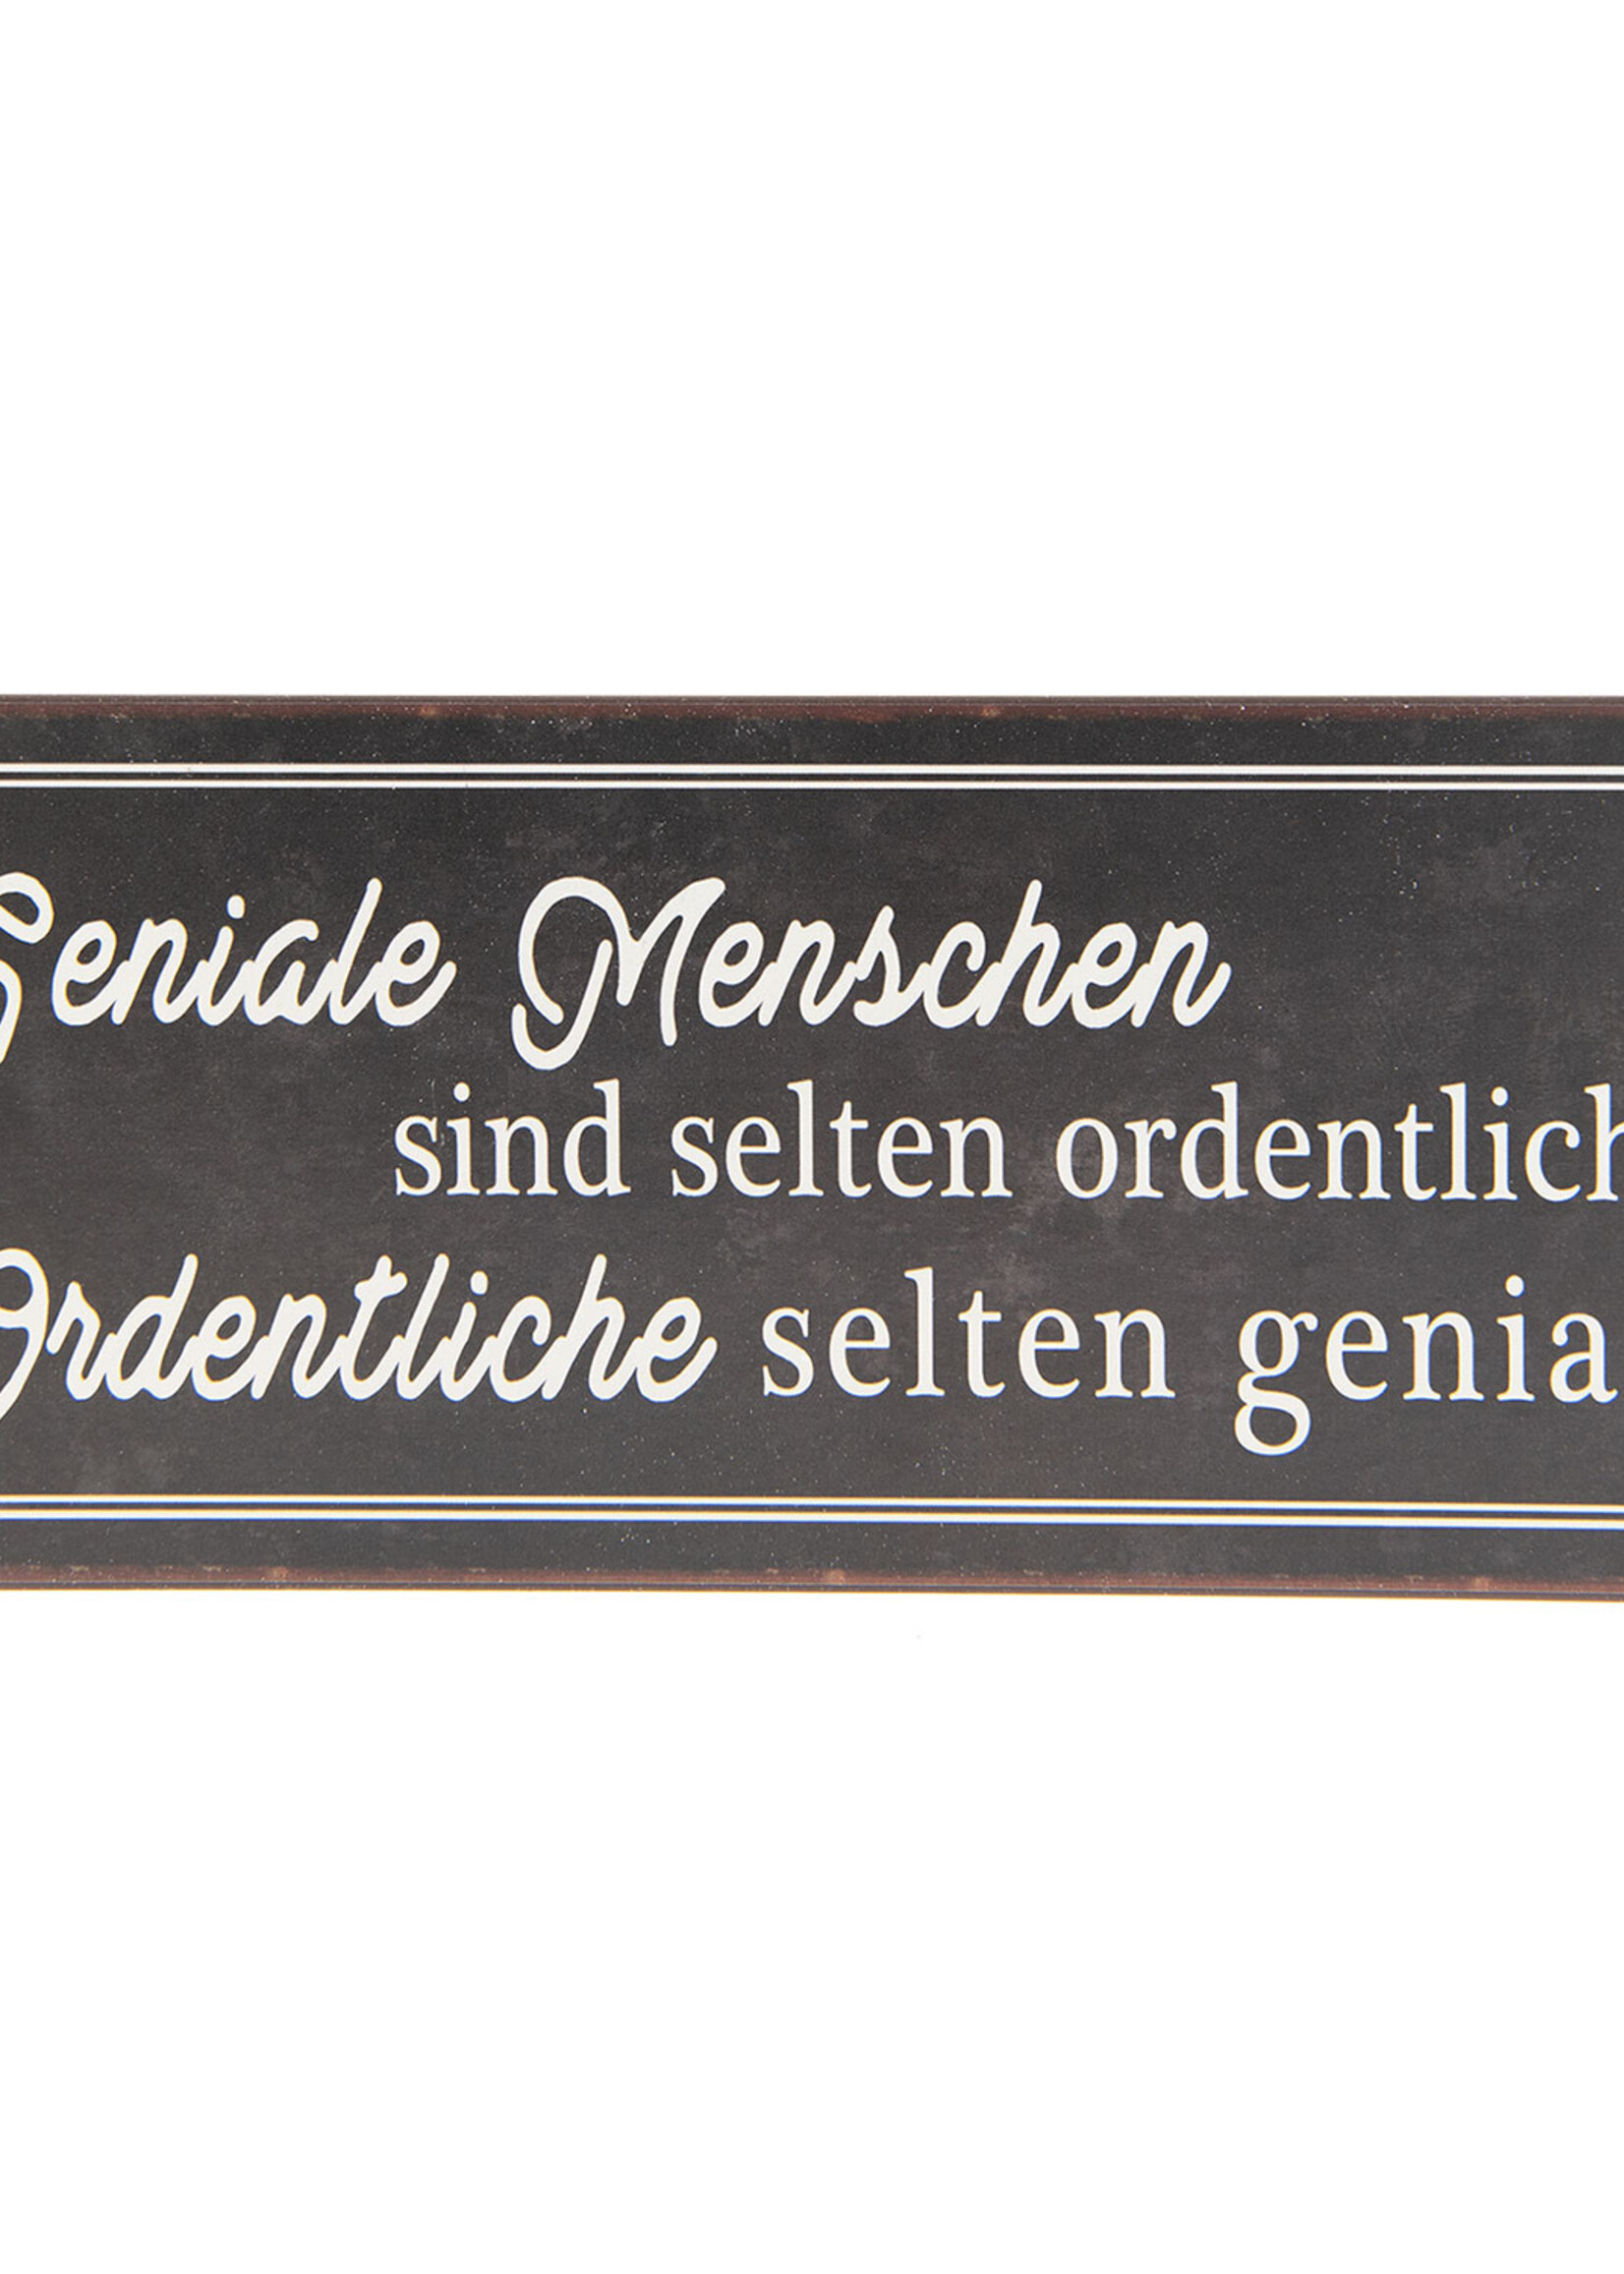 Geniale Menschen
sind selten ordentlich
Ordentliche selten genia